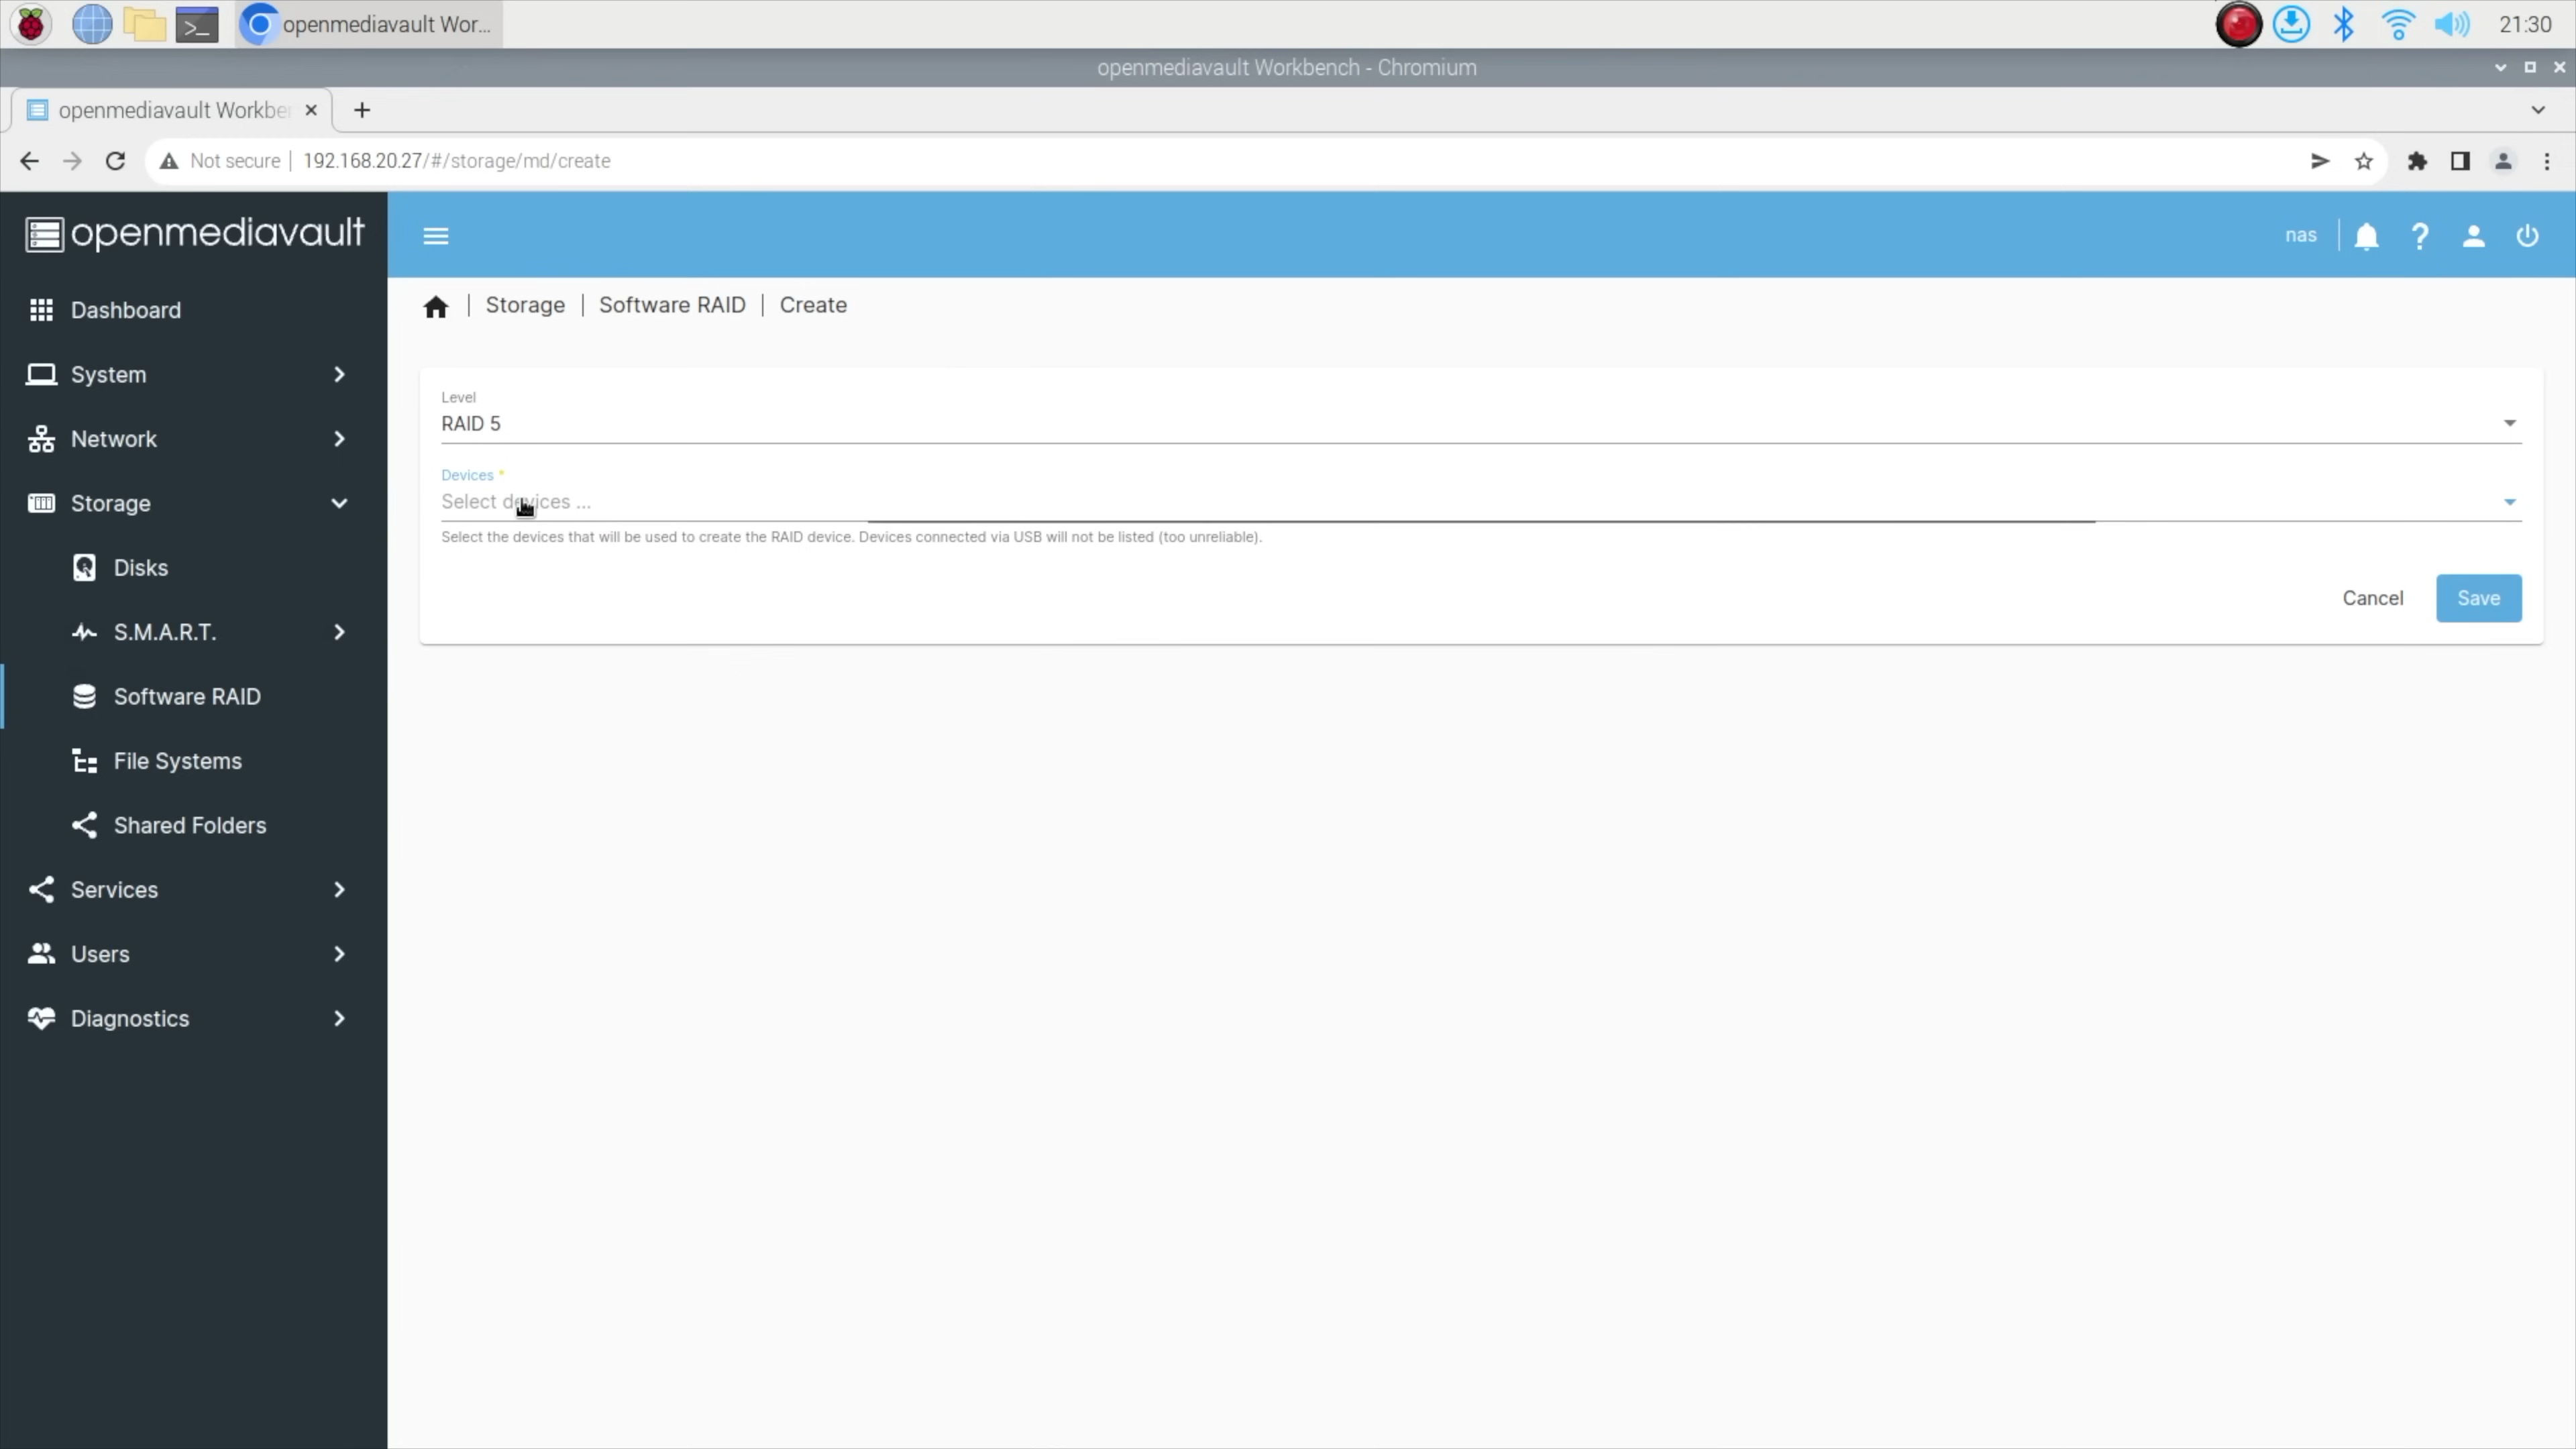 openmediavault Wor...
21:30
openmediavault Workbench - Chromium
openmediavault Workbe
Not secure | 192.168.20.27/#/storage/md/create
openmediavault
nas
Dashboard
System
Network
Storage
Disks
S.M.A.R.T.
Software RAID
File Systems
Shared Folders
Services
Users
Diagnostics
Storage | Software RAID | Create
Level
RAID 5
Devices *
Select devices ...
Select the devices that will be used to create the RAID device. Devices connected via USB will not be listed (too unreliable).
Cancel
Save